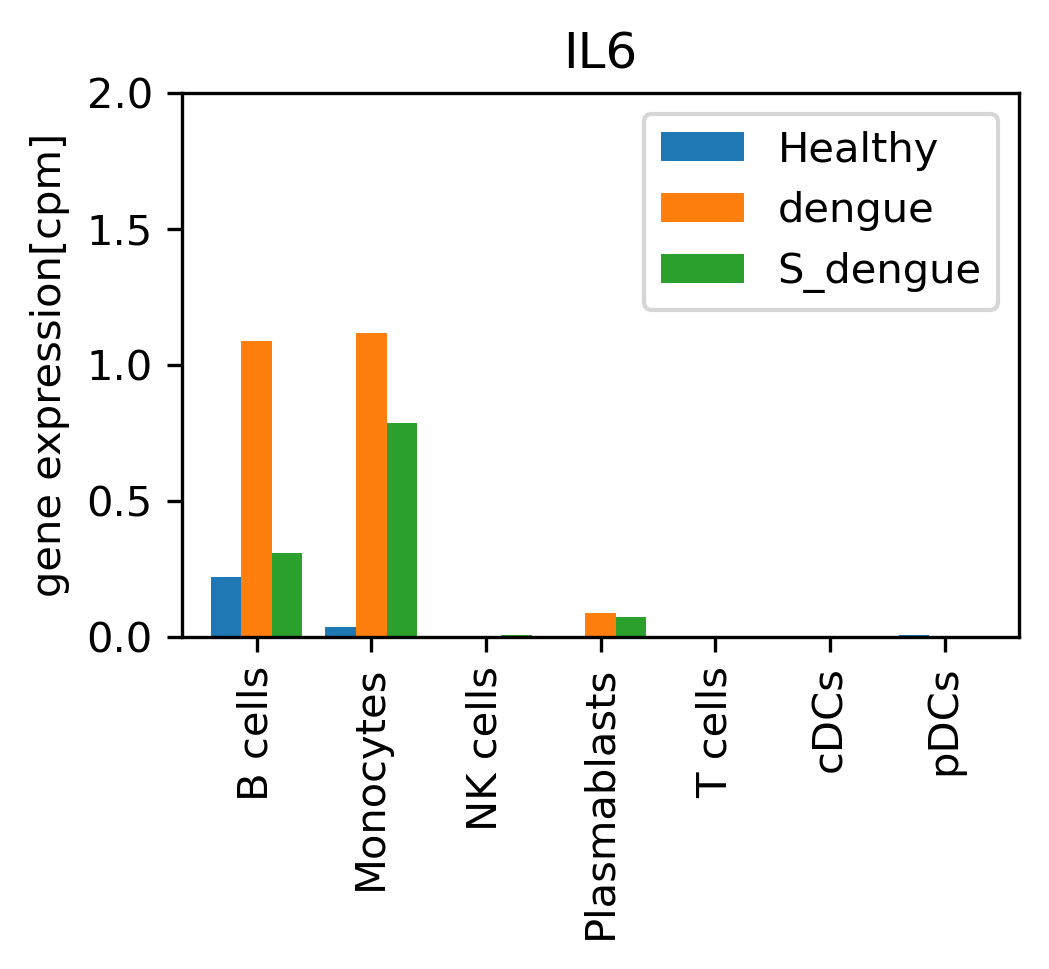 IL6
gene expression[cpm]
2.0
1.5
1.0
0.5
0.0
Healthy
dengue
S_dengue
B cells
Monocytes
NK cells
Plasmablasts
T cells
cDCs
pDCs